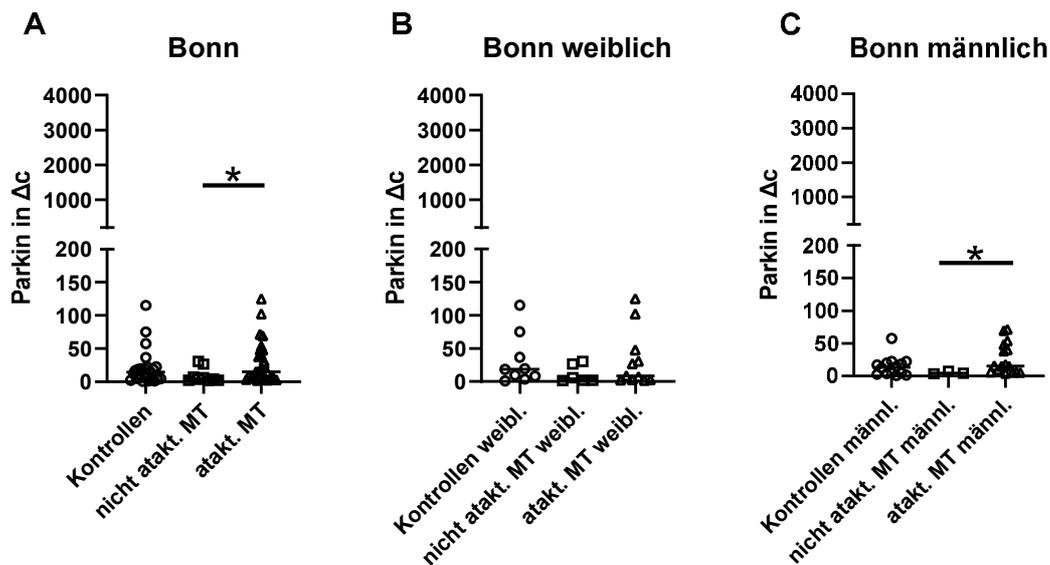 A
Bonn
Parkin in Δc
4000
3000
2000
1000
200
150
100
50
0
*
Kontrollen
nicht atakt. MT
atakt. MT
B
Bonn weiblich
Parkin in Δc
4000
3000
2000
1000
200
150
100
50
0
Kontrollen weibl.
nicht atakt. MT weibl.
atakt. MT weibl.
C
Bonn männlich
Parkin in Δc
4000
3000
2000
1000
200
150
100
50
0
*
Kontrollen männl.
nicht atakt. MT männl.
atakt. MT männl.